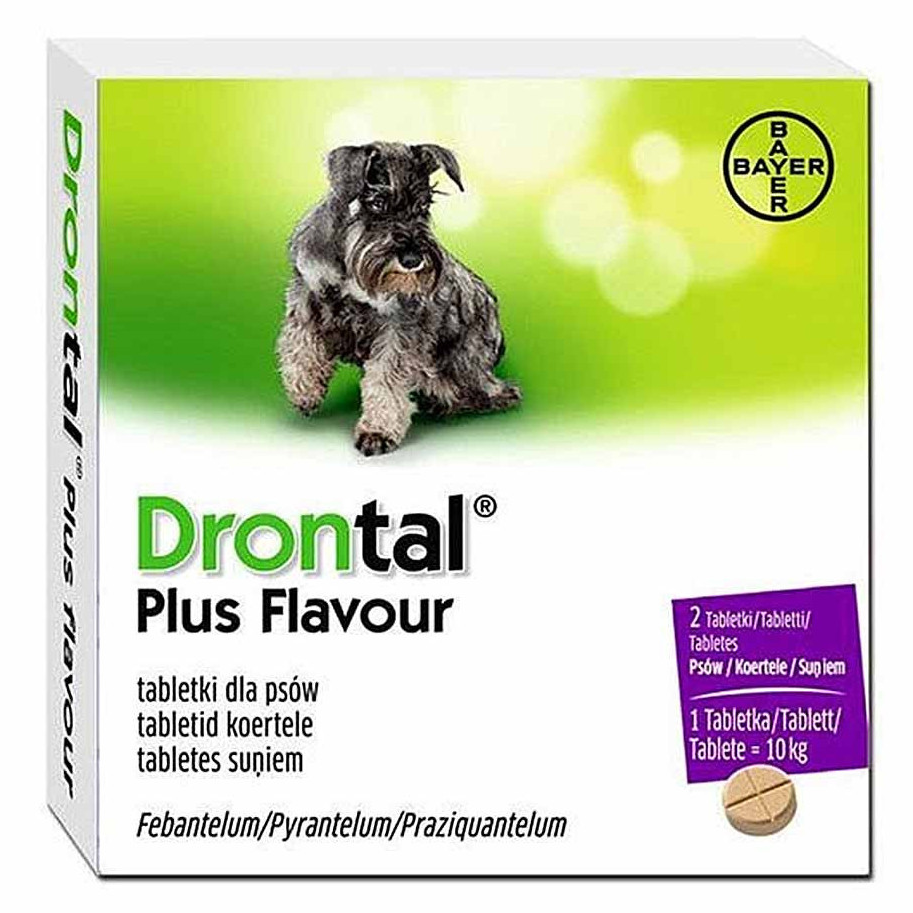 Drontal® Plus Flavour
BAYER
BAYER
Drontal®
Plus Flavour
tabletki dla psów
tabletid koertele
tabletes suņiem
Febantelum/Pyrantelum/Praziquantelum
2 Tabletki/Tabletti/
Tabletes
Psów / Koertele / Suņiem
1 Tabletka/Tablett/
Tablete = 10 kg